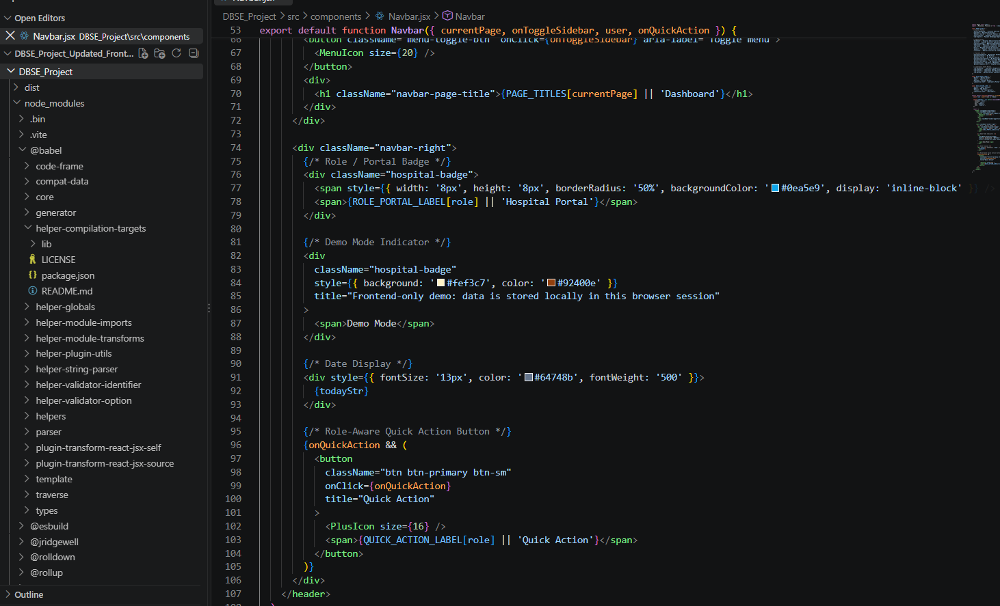 Open Editors
Navbar.jsx DBSE_Project\src\components
DBSE_Project_Updated_Front...
DBSE_Project
dist
node_modules
.bin
.vite
@babel
code-frame
compat-data
core
generator
helper-compilation-targets
lib
LICENSE
package.json
README.md
helper-globals
helper-module-imports
helper-module-transforms
helper-plugin-utils
helper-string-parser
helper-validator-identifier
helper-validator-option
helpers
parser
plugin-transform-react-jsx-self
plugin-transform-react-jsx-source
template
traverse
types
@esbuild
@jridgewell
@rolldown
@rollup
Outline
DBSE_Project > src > components > Navbar.jsx > Navbar
53 export default function Navbar({ currentPage, onToggleSidebar, user, onQuickAction }) {
66 <button className="menu-toggle-btn" onClick={onToggleSidebar} aria-label="Toggle menu">
67 <MenuIcon size={20} />
68 </button>
69 <div>
70 <h1 className="navbar-page-title">{PAGE_TITLES[currentPage] || 'Dashboard'}</h1>
71 </div>
72 </div>
73
74 <div className="navbar-right">
75 {/* Role / Portal Badge */}
76 <div className="hospital-badge">
77 <span style={{ width: '8px', height: '8px', borderRadius: '50%', backgroundColor: '#0ea5e9', display: 'inline-block' }} />
78 <span>{ROLE_PORTAL_LABEL[role] || 'Hospital Portal'}</span>
79 </div>
80
81 {/* Demo Mode Indicator */}
82 <div
83 className="hospital-badge"
84 style={{ background: '#fef3c7', color: '#92400e' }}
85 title="Frontend-only demo: data is stored locally in this browser session"
86 >
87 <span>Demo Mode</span>
88 </div>
89
90 {/* Date Display */}
91 <div style={{ fontSize: '13px', color: '#64748b', fontWeight: '500' }}>
92 {todayStr}
93 </div>
94
95 {/* Role-Aware Quick Action Button */}
96 {onQuickAction && (
97 <button
98 className="btn btn-primary btn-sm"
99 onClick={onQuickAction}
100 title="Quick Action"
101 >
102 <PlusIcon size={16} />
103 <span>{QUICK_ACTION_LABEL[role] || 'Quick Action'}</span>
104 </button>
105 )}
106 </div>
107 </header>